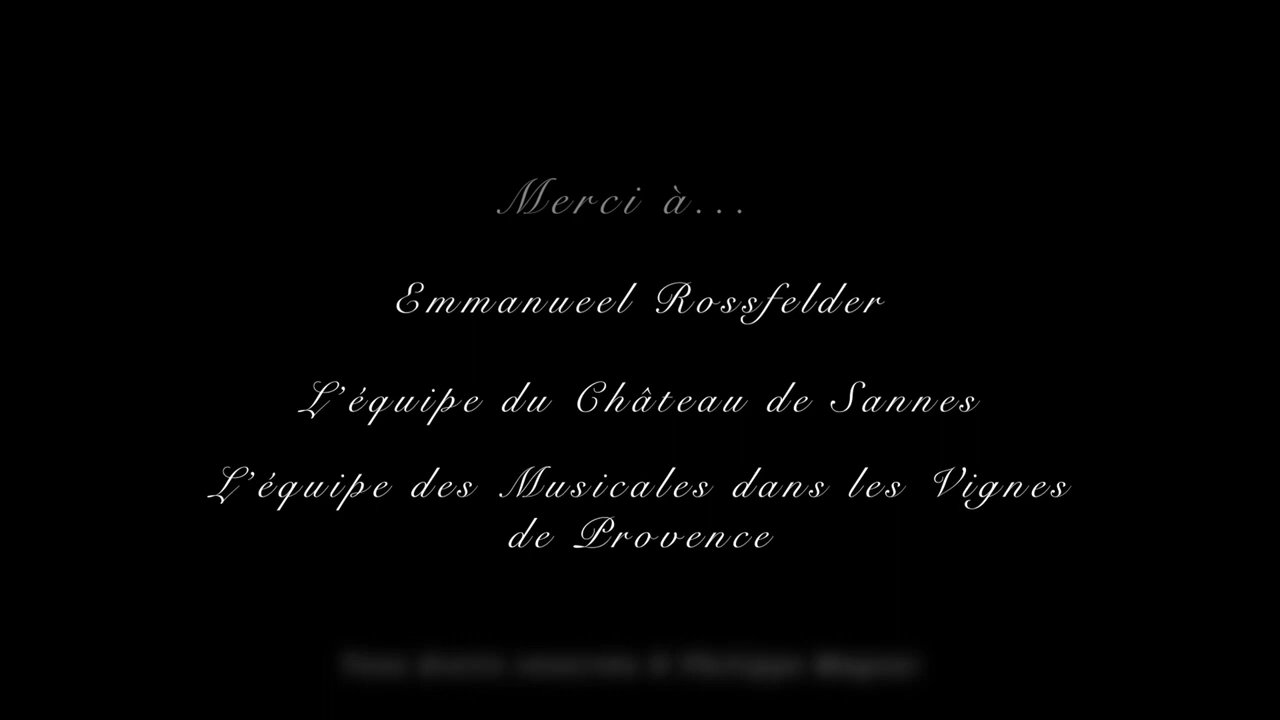 Merci à...
Emmanueel Rossfelder
L'équipe du Château de Sannes
L'équipe des Musicales dans les Vignes
de Provence